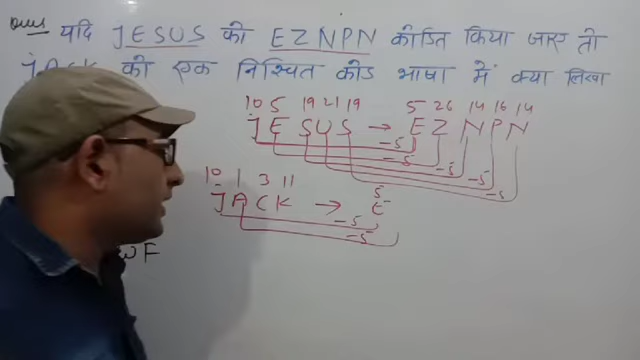 Ques यदि JESUS को EZNPN कोडित किया जाए तो
JACK को एक निश्चित कोड भाषा में क्या लिखा
10 5 19 21 19 5 26 14 16 14
JESUS → EZNPN
-5
-5
-5
-5
-5
10 1 3 11 5
JACK → E
-5
-5
WF